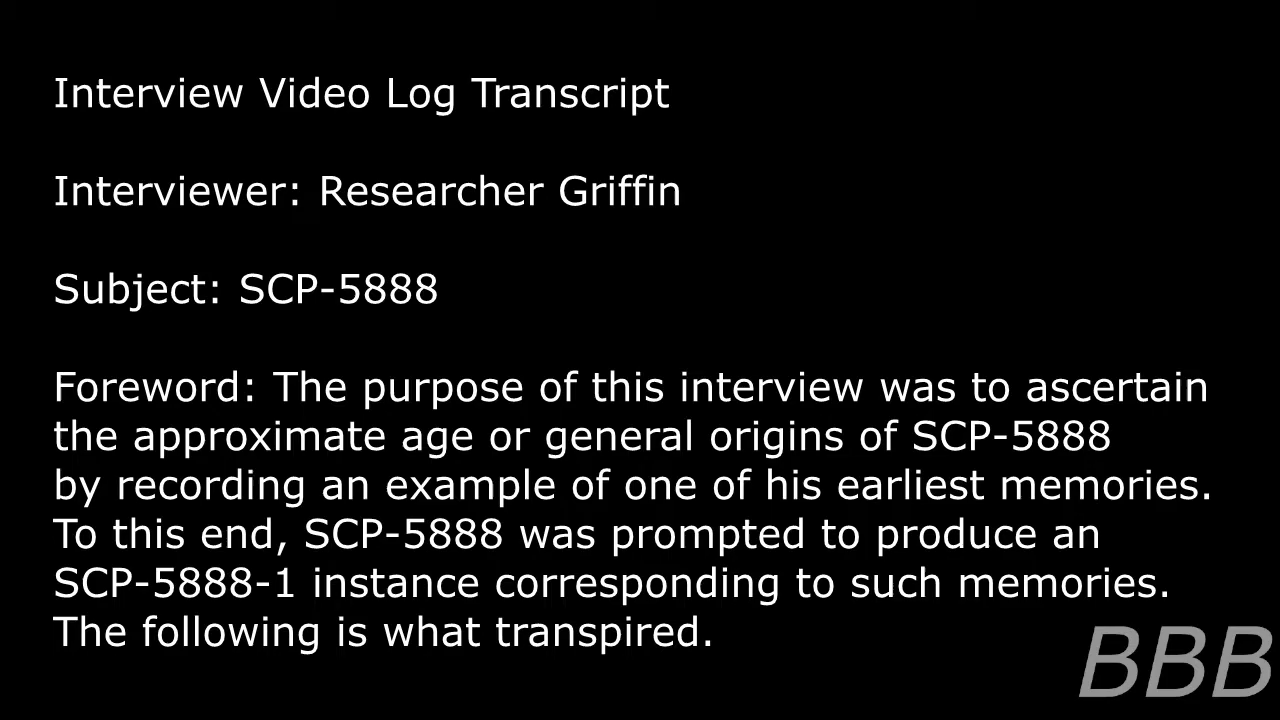 Interview Video Log Transcript
Interviewer: Researcher Griffin
Subject: SCP-5888
Foreword: The purpose of this interview was to ascertain
the approximate age or general origins of SCP-5888
by recording an example of one of his earliest memories.
To this end, SCP-5888 was prompted to produce an
SCP-5888-1 instance corresponding to such memories.
The following is what transpired.
BBB